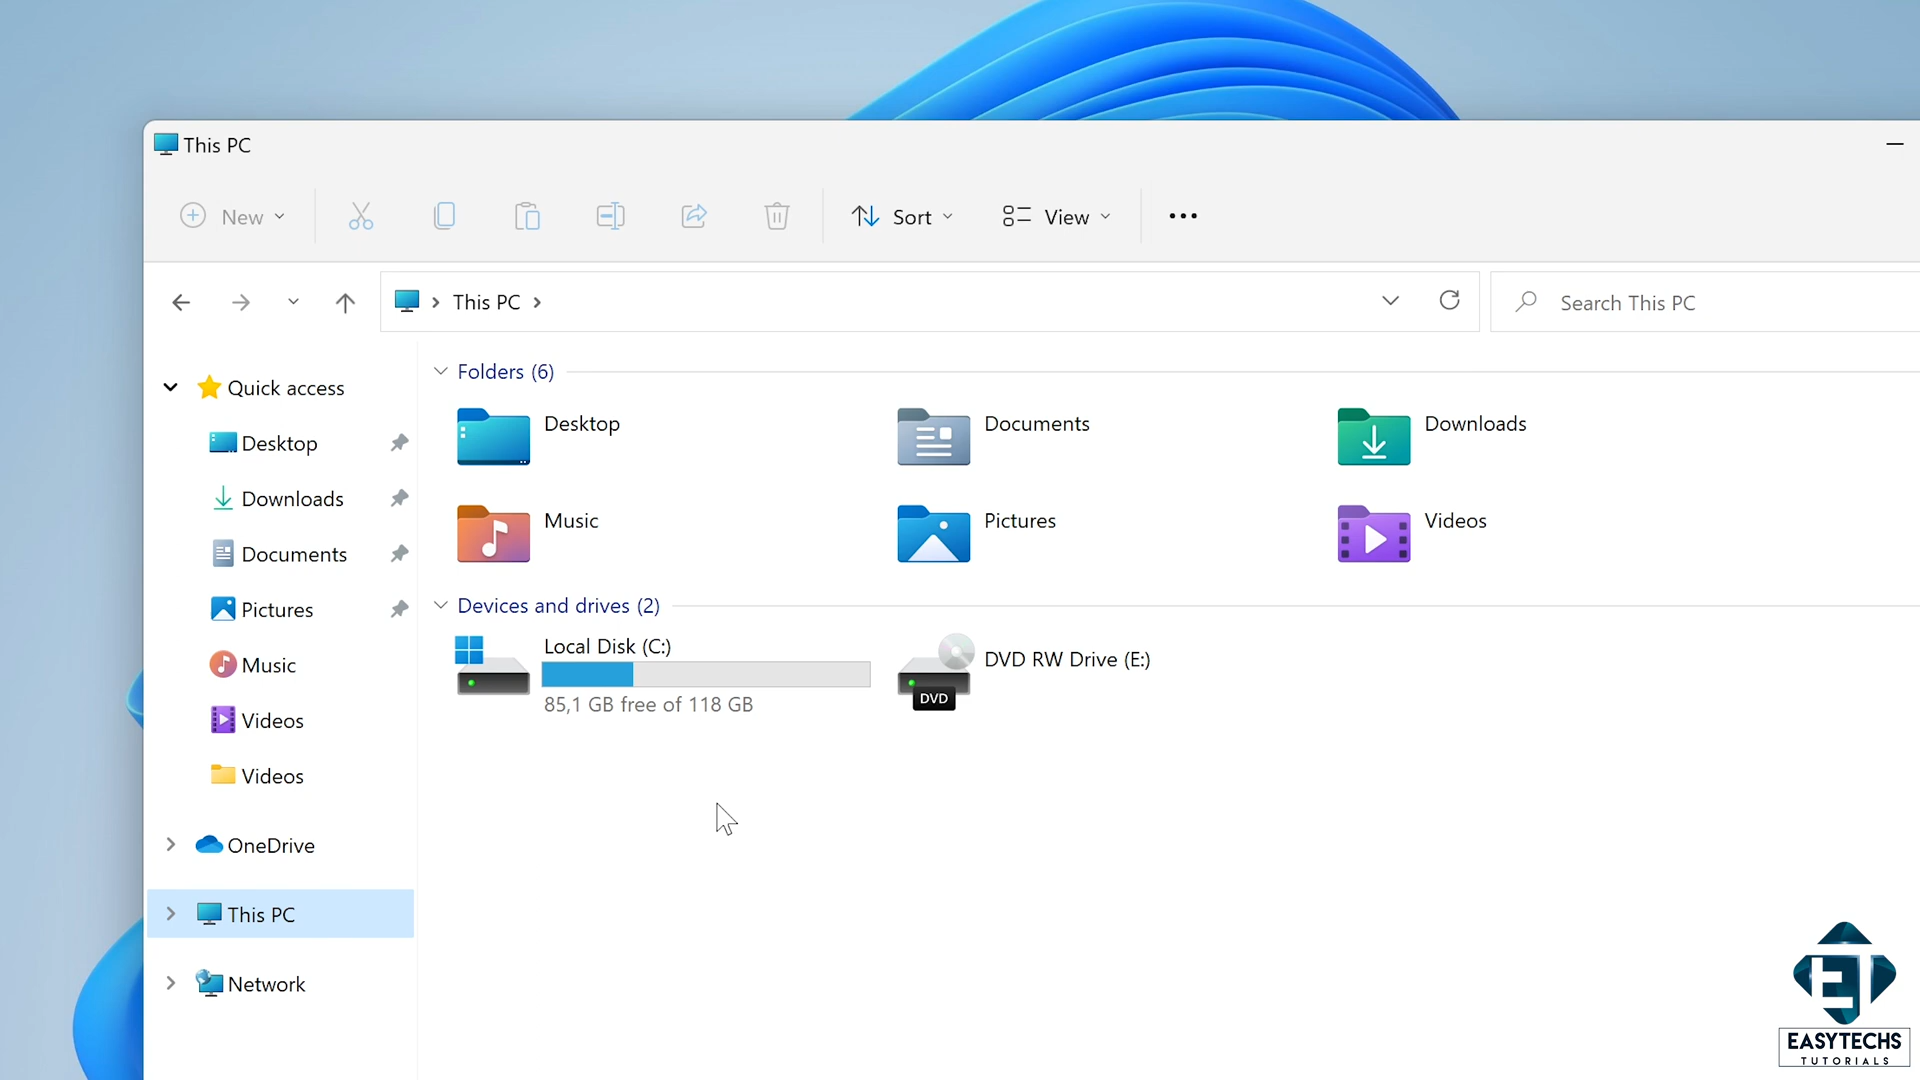 This PC
New
Sort
View
This PC
Search This PC
Quick access
Desktop
Downloads
Documents
Pictures
Music
Videos
Videos
OneDrive
This PC
Network
Folders (6)
Desktop
Documents
Downloads
Music
Pictures
Videos
Devices and drives (2)
Local Disk (C:)
85,1 GB free of 118 GB
DVD RW Drive (E:)
DVD
ET
EASYTECHS
TUTORIALS